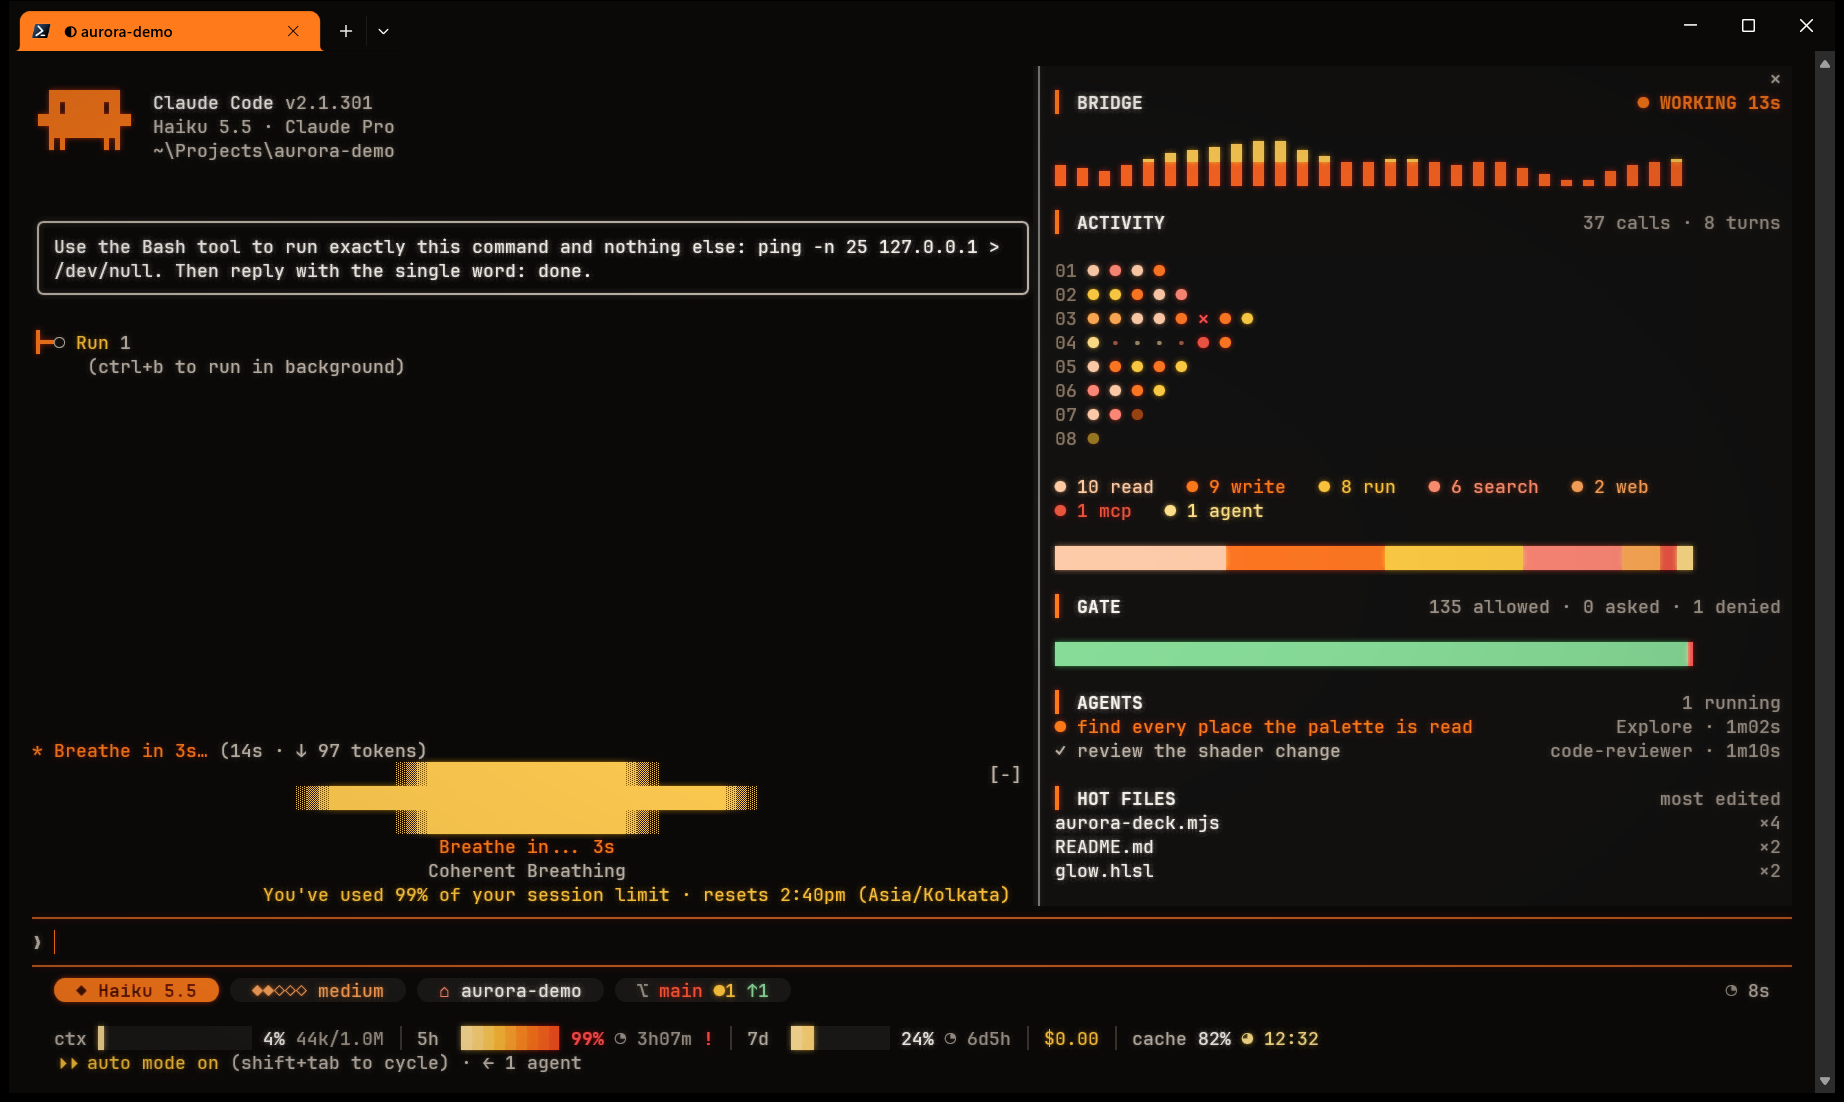 aurora-demo
Claude Code v2.1.301
Haiku 5.5 · Claude Pro
~\Projects\aurora-demo
Use the Bash tool to run exactly this command and nothing else: ping -n 25 127.0.0.1 >
/dev/null. Then reply with the single word: done.
Run 1
(ctrl+b to run in background)
* Breathe in 3s… (14s · ↓ 97 tokens)
[-]
Breathe in... 3s
Coherent Breathing
You've used 99% of your session limit · resets 2:40pm (Asia/Kolkata)
×
BRIDGE ● WORKING 13s
ACTIVITY 37 calls · 8 turns
01
02
03 ×
04
05
06
07
08
● 10 read ● 9 write ● 8 run ● 6 search ● 2 web
● 1 mcp ● 1 agent
GATE 135 allowed · 0 asked · 1 denied
AGENTS 1 running
● find every place the palette is read Explore · 1m02s
✓ review the shader change code-reviewer · 1m10s
HOT FILES most edited
aurora-deck.mjs ×4
README.md ×2
glow.hlsl ×2
❯
◆ Haiku 5.5 ◆◆◇◇◇ medium ⌂ aurora-demo ⌥ main ●1 ↑1 ◔ 8s
ctx 4% 44k/1.0M │ 5h 99% ◔ 3h07m ! │ 7d 24% ◔ 6d5h │ $0.00 │ cache 82% ◕ 12:32
⏵⏵ auto mode on (shift+tab to cycle) · ← 1 agent